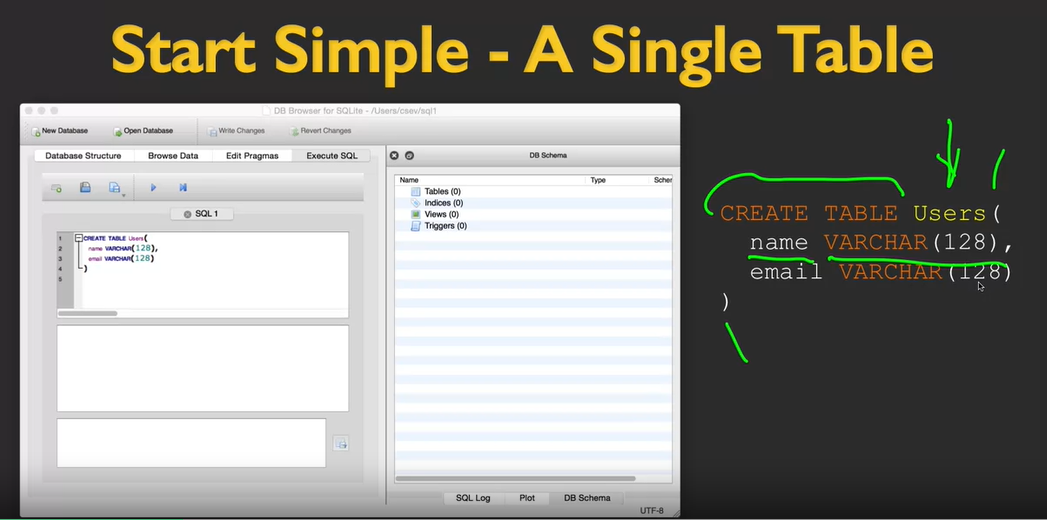 Start Simple - A Single Table
DB Browser for SQLite - /Users/csev/sql1
New Database Open Database Write Changes Revert Changes
Database Structure Browse Data Edit Pragmas Execute SQL
SQL 1
1 CREATE TABLE Users(
2 name VARCHAR(128),
3 email VARCHAR(128)
4 )
5
DB Schema
Name Type Scher
Tables (0)
Indices (0)
Views (0)
Triggers (0)
SQL Log Plot DB Schema
UTF-8
CREATE TABLE Users(
name VARCHAR(128),
email VARCHAR(128)
)